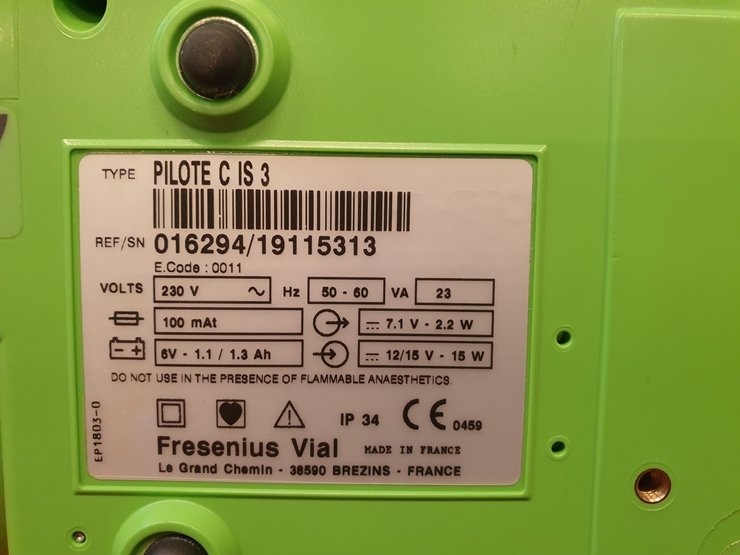 TYPE PILOTE C IS 3
REF/SN 016294/19115313
E.Code : 0011
VOLTS 230 V ~ Hz 50 - 60 VA 23
100 mAt ⎓ 7.1 V - 2.2 W
- + 6V - 1.1 / 1.3 Ah ⎓ 12/15 V - 15 W
DO NOT USE IN THE PRESENCE OF FLAMMABLE ANAESTHETICS.
IP 34 CE 0459
EP1803-0
Fresenius Vial MADE IN FRANCE
Le Grand Chemin - 38590 BREZINS - FRANCE